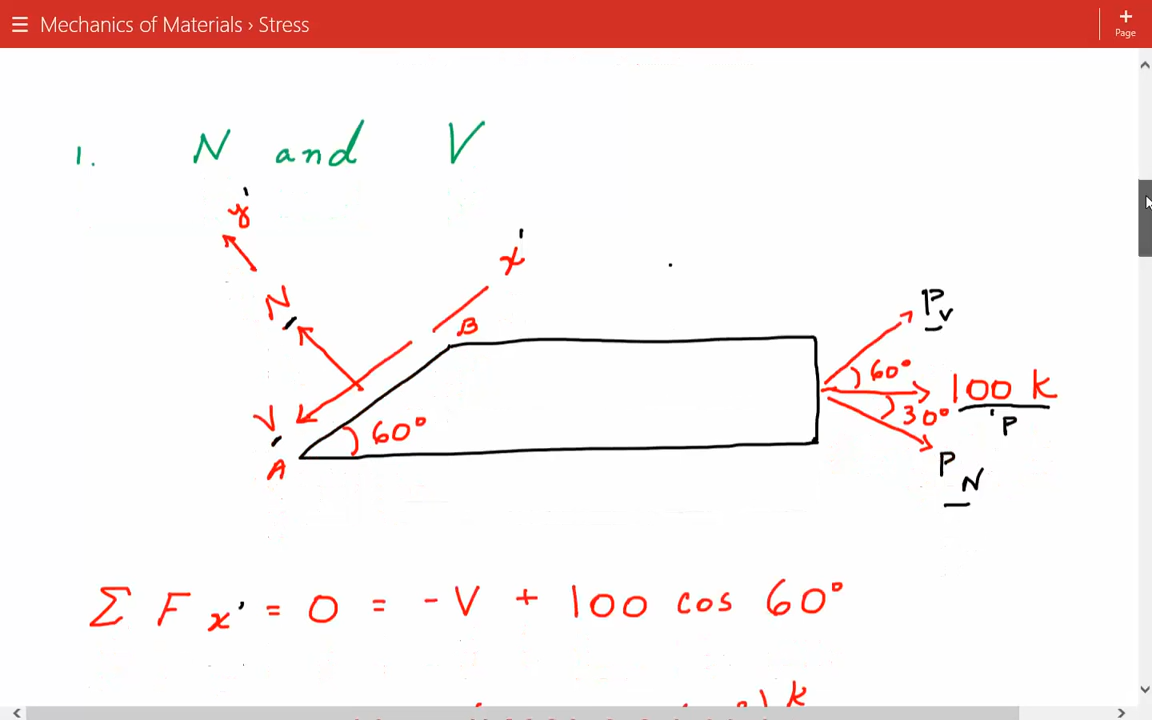 Mechanics of Materials › Stress
Page
1. N and V
y'
x'
N
B
P_V
60°
100 k
30°
P
V
60°
A
P_N
Σ F x' = 0 = - V + 100 cos 60°
k